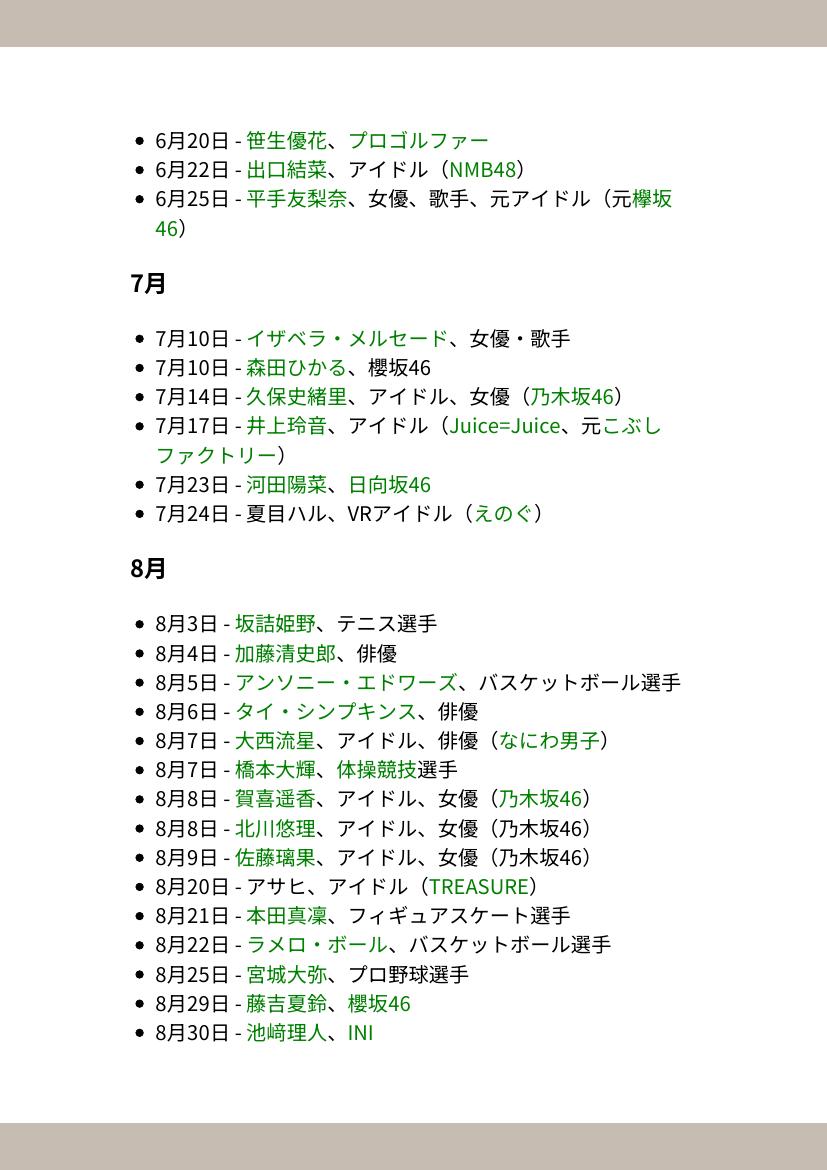 • 6月20日 - 笹生優花、プロゴルファー
• 6月22日 - 出口結菜、アイドル（NMB48）
• 6月25日 - 平手友梨奈、女優、歌手、元アイドル（元欅坂
46）
7月
• 7月10日 - イザベラ・メルセード、女優・歌手
• 7月10日 - 森田ひかる、櫻坂46
• 7月14日 - 久保史緒里、アイドル、女優（乃木坂46）
• 7月17日 - 井上玲音、アイドル（Juice=Juice、元こぶし
ファクトリー）
• 7月23日 - 河田陽菜、日向坂46
• 7月24日 - 夏目ハル、VRアイドル（えのぐ）
8月
• 8月3日 - 坂詰姫野、テニス選手
• 8月4日 - 加藤清史郎、俳優
• 8月5日 - アンソニー・エドワーズ、バスケットボール選手
• 8月6日 - タイ・シンプキンス、俳優
• 8月7日 - 大西流星、アイドル、俳優（なにわ男子）
• 8月7日 - 橋本大輝、体操競技選手
• 8月8日 - 賀喜遥香、アイドル、女優（乃木坂46）
• 8月8日 - 北川悠理、アイドル、女優（乃木坂46）
• 8月9日 - 佐藤璃果、アイドル、女優（乃木坂46）
• 8月20日 - アサヒ、アイドル（TREASURE）
• 8月21日 - 本田真凜、フィギュアスケート選手
• 8月22日 - ラメロ・ボール、バスケットボール選手
• 8月25日 - 宮城大弥、プロ野球選手
• 8月29日 - 藤吉夏鈴、櫻坂46
• 8月30日 - 池﨑理人、INI